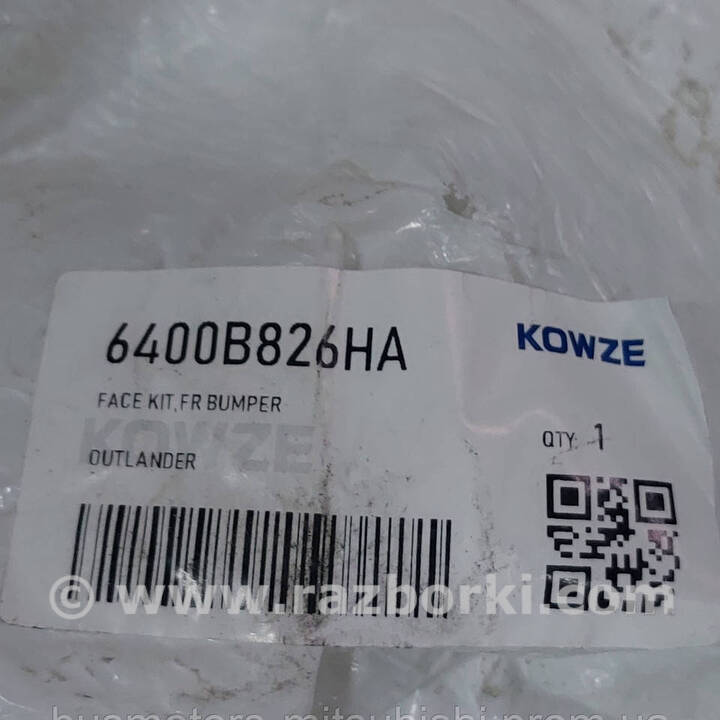 6400B826HA
KOWZE
FACE KIT,FR BUMPER
KOWZE
OUTLANDER
QTY: 1
© www.razborki.com